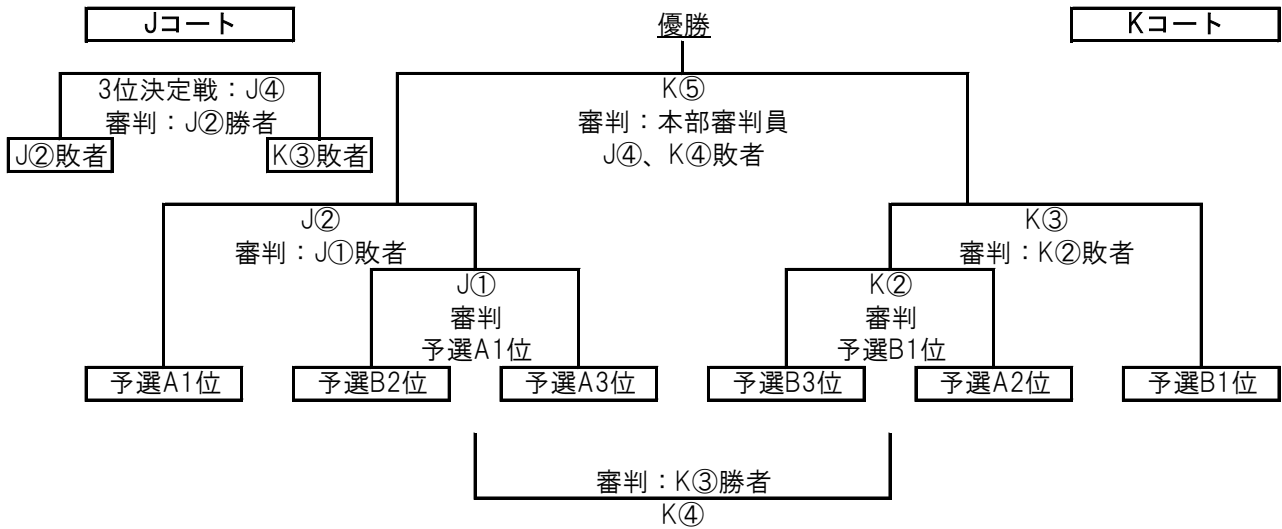 Jコート
優勝
Kコート
3位決定戦：J④
審判：J②勝者
J②敗者
K③敗者
K⑤
審判：本部審判員
J④、K④敗者
J②
審判：J①敗者
K③
審判：K②敗者
J①
審判
予選A1位
K②
審判
予選B1位
予選A1位
予選B2位
予選A3位
予選B3位
予選A2位
予選B1位
審判：K③勝者
K④